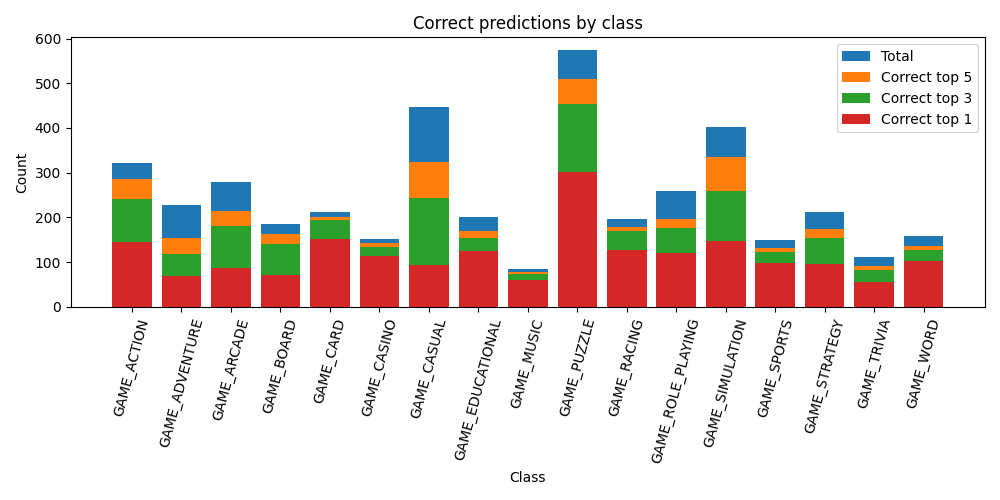 Correct predictions by class
Total
Correct top 5
Correct top 3
Correct top 1
Count
600
500
400
300
200
100
0
GAME_ACTION
GAME_ADVENTURE
GAME_ARCADE
GAME_BOARD
GAME_CARD
GAME_CASINO
GAME_CASUAL
GAME_EDUCATIONAL
GAME_MUSIC
GAME_PUZZLE
GAME_RACING
GAME_ROLE_PLAYING
GAME_SIMULATION
GAME_SPORTS
GAME_STRATEGY
GAME_TRIVIA
GAME_WORD
Class